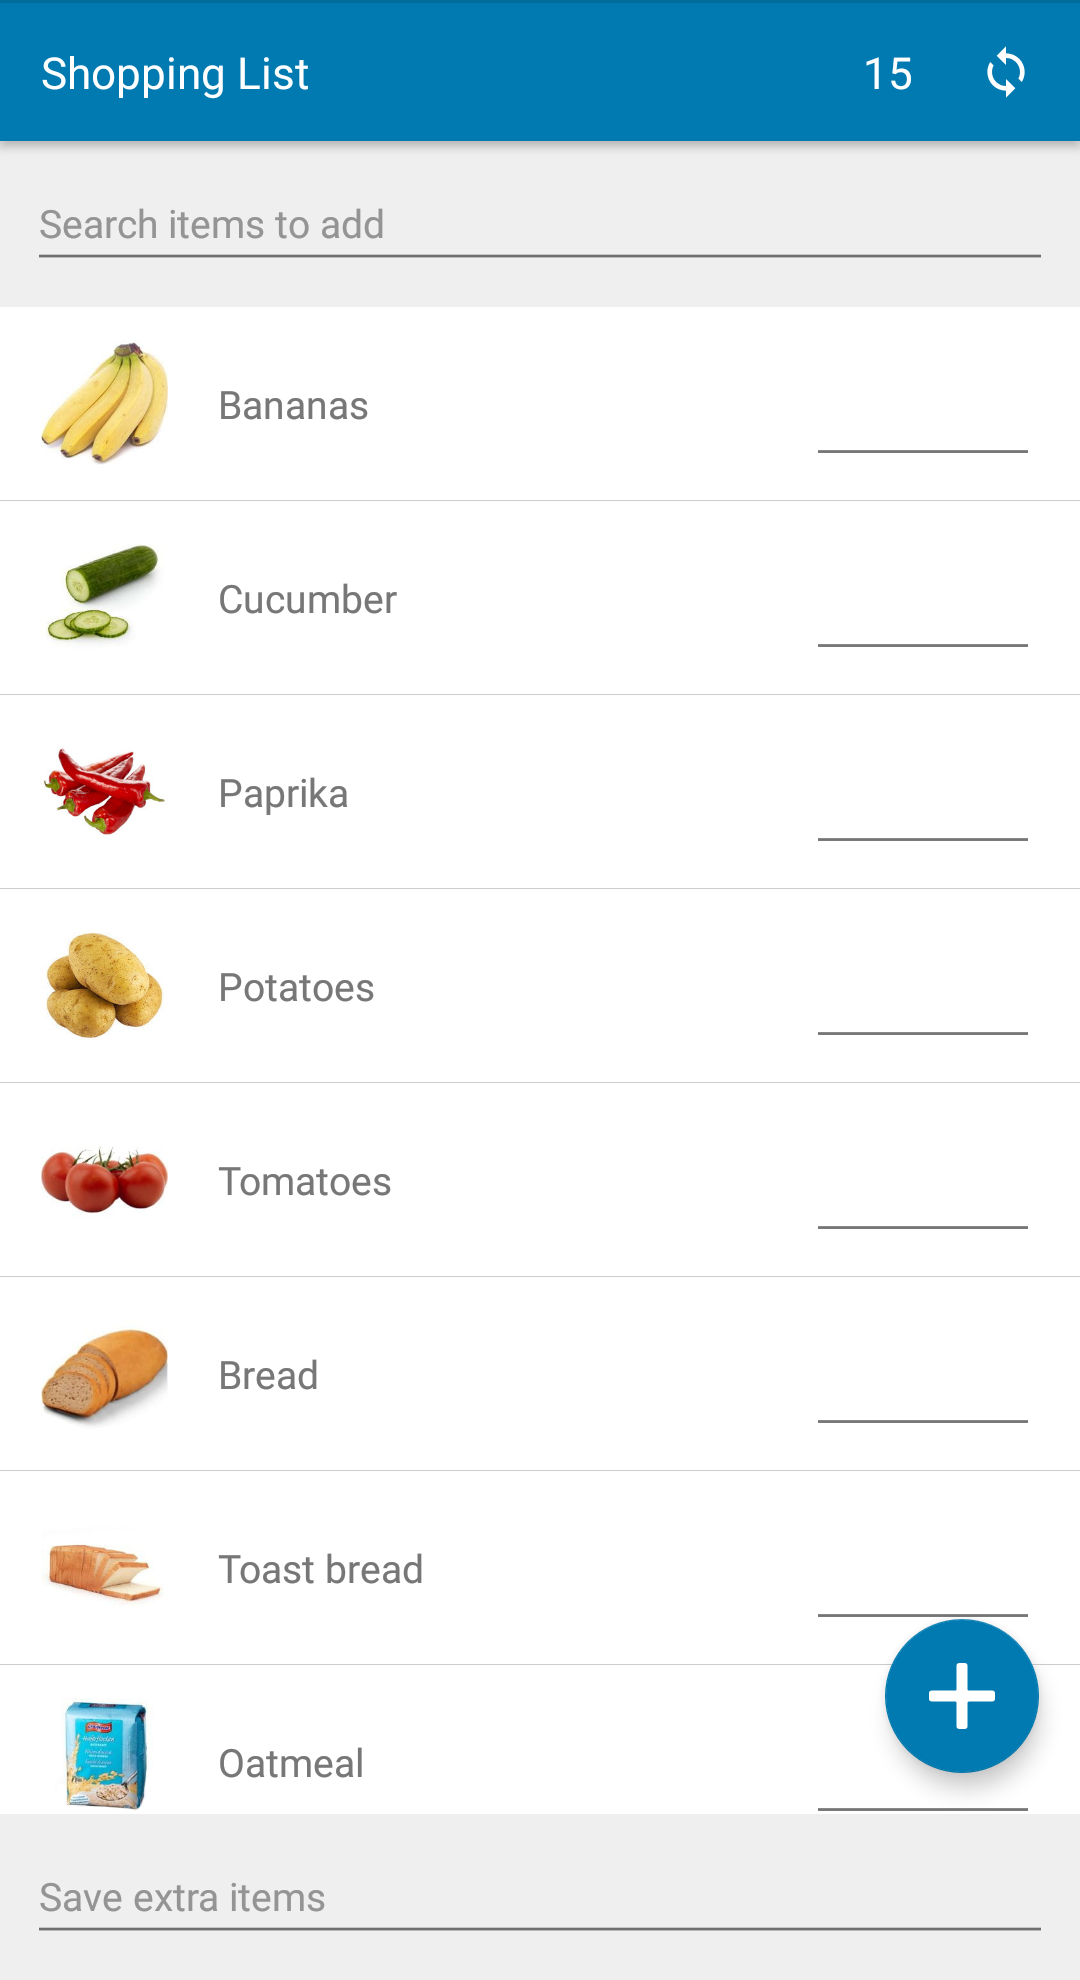 Shopping List 15
Search items to add
Bananas
Cucumber
Paprika
Potatoes
Tomatoes
Bread
Toast bread
Oatmeal
Save extra items